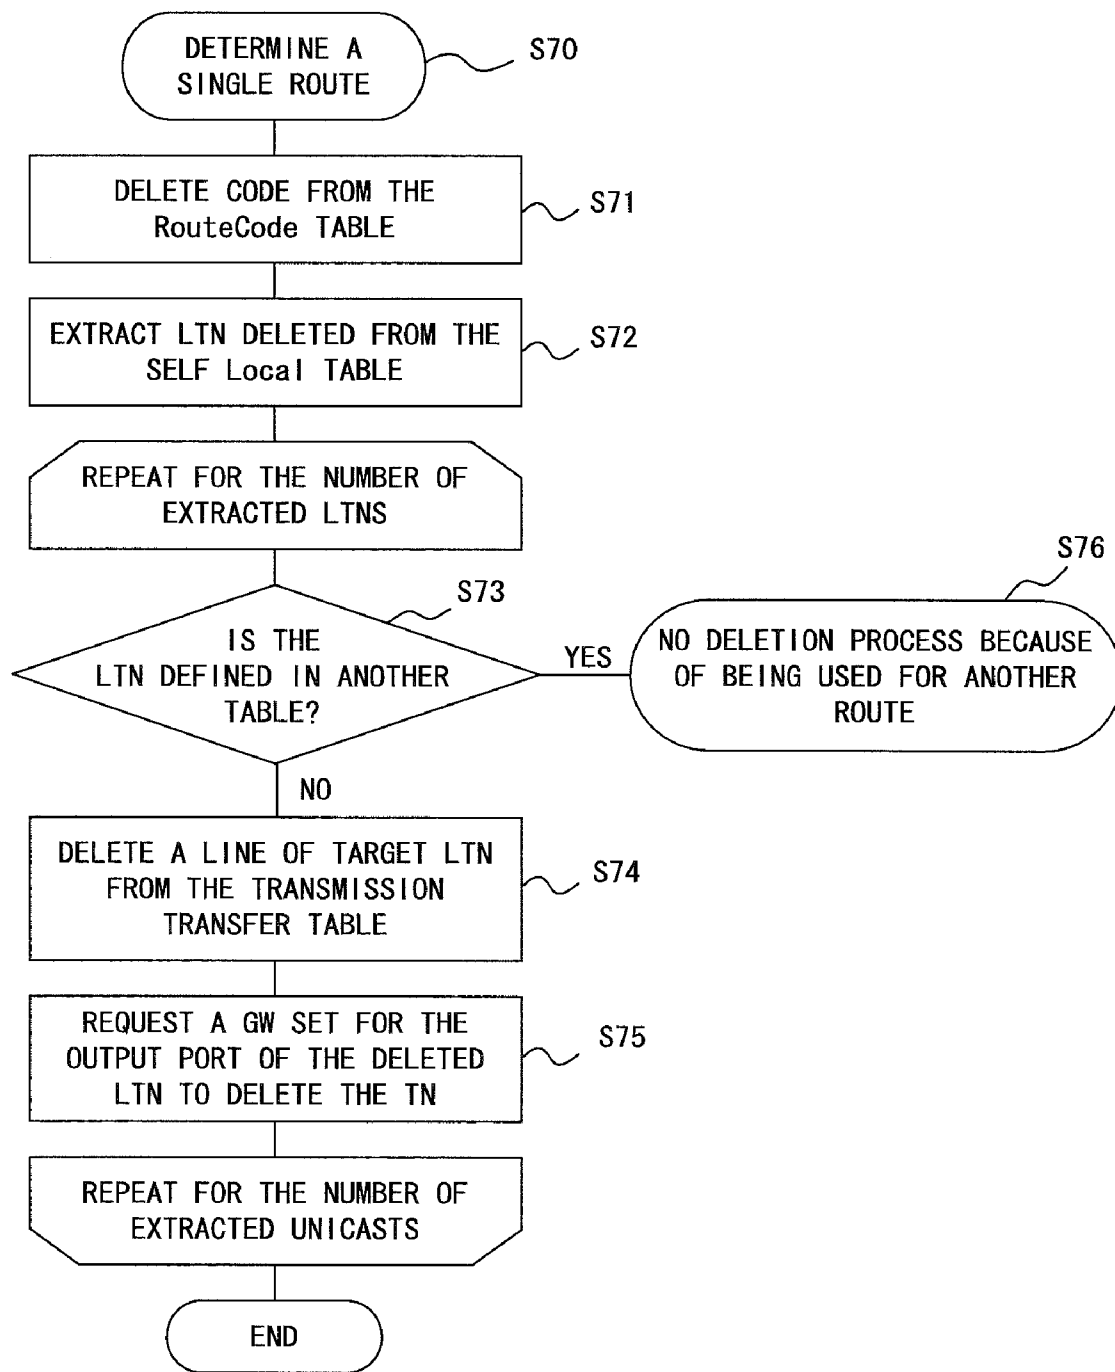 DETERMINE A
SINGLE ROUTE
S70
DELETE CODE FROM THE
RouteCode TABLE
S71
EXTRACT LTN DELETED FROM THE
SELF Local TABLE
S72
REPEAT FOR THE NUMBER OF
EXTRACTED LTNS
S73
IS THE
LTN DEFINED IN ANOTHER
TABLE?
YES
S76
NO DELETION PROCESS BECAUSE
OF BEING USED FOR ANOTHER
ROUTE
NO
DELETE A LINE OF TARGET LTN
FROM THE TRANSMISSION
TRANSFER TABLE
S74
REQUEST A GW SET FOR THE
OUTPUT PORT OF THE DELETED
LTN TO DELETE THE TN
S75
REPEAT FOR THE NUMBER OF
EXTRACTED UNICASTS
END